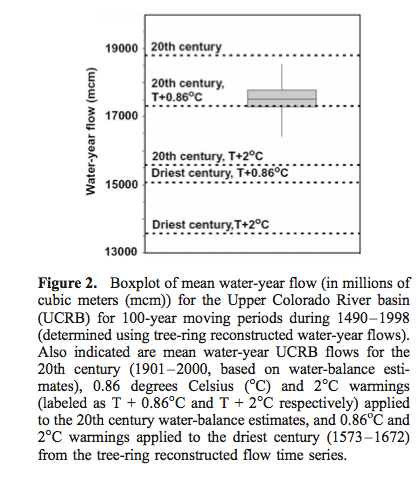 19000
20th century
20th century,
T+0.86°C
17000
Water-year flow (mcm)
20th century, T+2°C
Driest century, T+0.86°C
15000
Driest century,T+2°C
13000
Figure 2. Boxplot of mean water-year flow (in millions of
cubic meters (mcm)) for the Upper Colorado River basin
(UCRB) for 100-year moving periods during 1490–1998
(determined using tree-ring reconstructed water-year flows).
Also indicated are mean water-year UCRB flows for the
20th century (1901–2000, based on water-balance esti-
mates), 0.86 degrees Celsius (°C) and 2°C warmings
(labeled as T + 0.86°C and T + 2°C respectively) applied
to the 20th century water-balance estimates, and 0.86°C and
2°C warmings applied to the driest century (1573–1672)
from the tree-ring reconstructed flow time series.